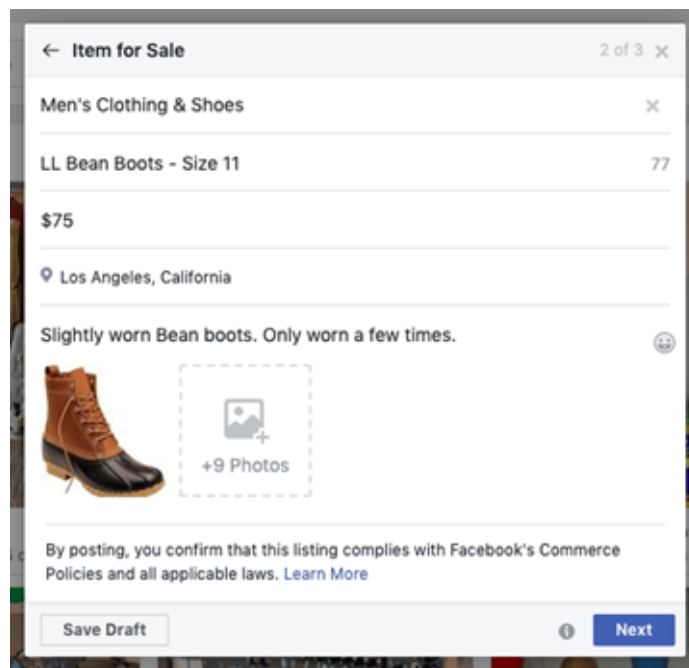 Item for Sale 2 of 3
Men's Clothing & Shoes
LL Bean Boots - Size 11 77
$75
Los Angeles, California
Slightly worn Bean boots. Only worn a few times.
+9 Photos
By posting, you confirm that this listing complies with Facebook's Commerce
Policies and all applicable laws. Learn More
Save Draft Next